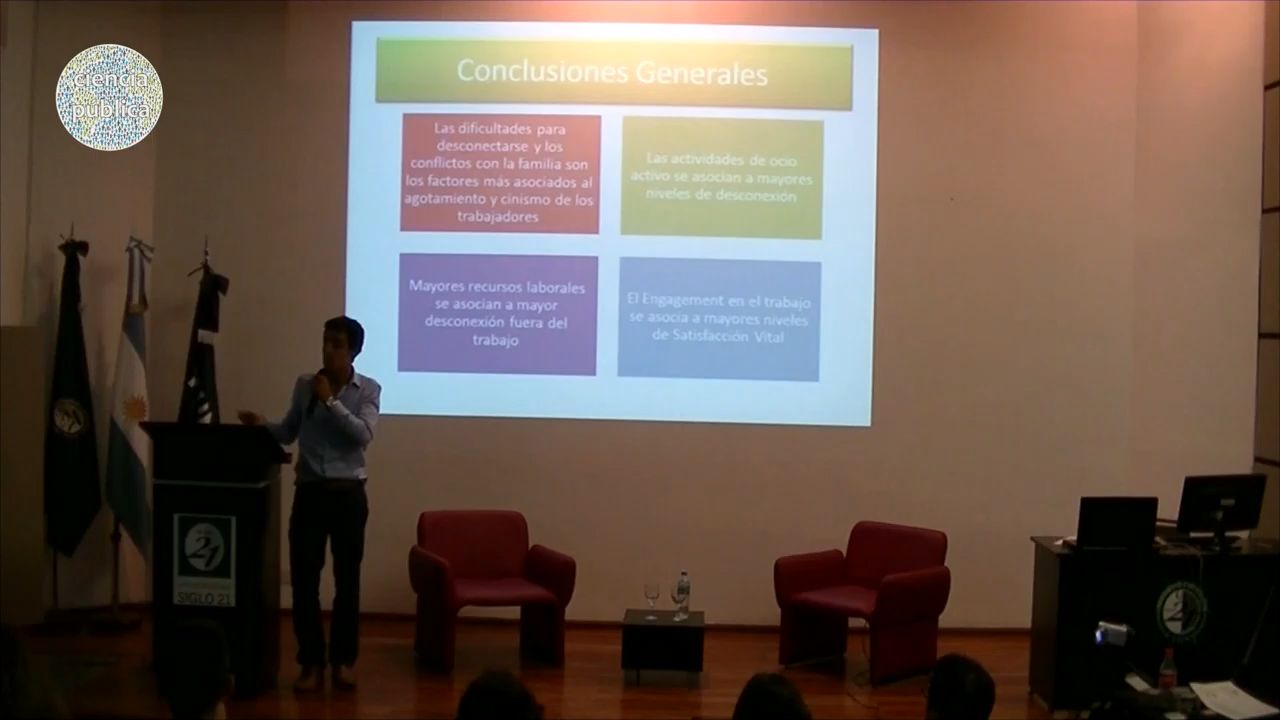 ciencia
pública
Conclusiones Generales
Las dificultades para
desconectarse y los
conflictos con la familia son
los factores más asociados al
agotamiento y cinismo de los
trabajadores
Las actividades de ocio
activo se asocian a mayores
niveles de desconexión
Mayores recursos laborales
se asocian a mayor
desconexión fuera del
trabajo
El Engagement en el trabajo
se asocia a mayores niveles
de Satisfacción Vital
21
SIGLO 21